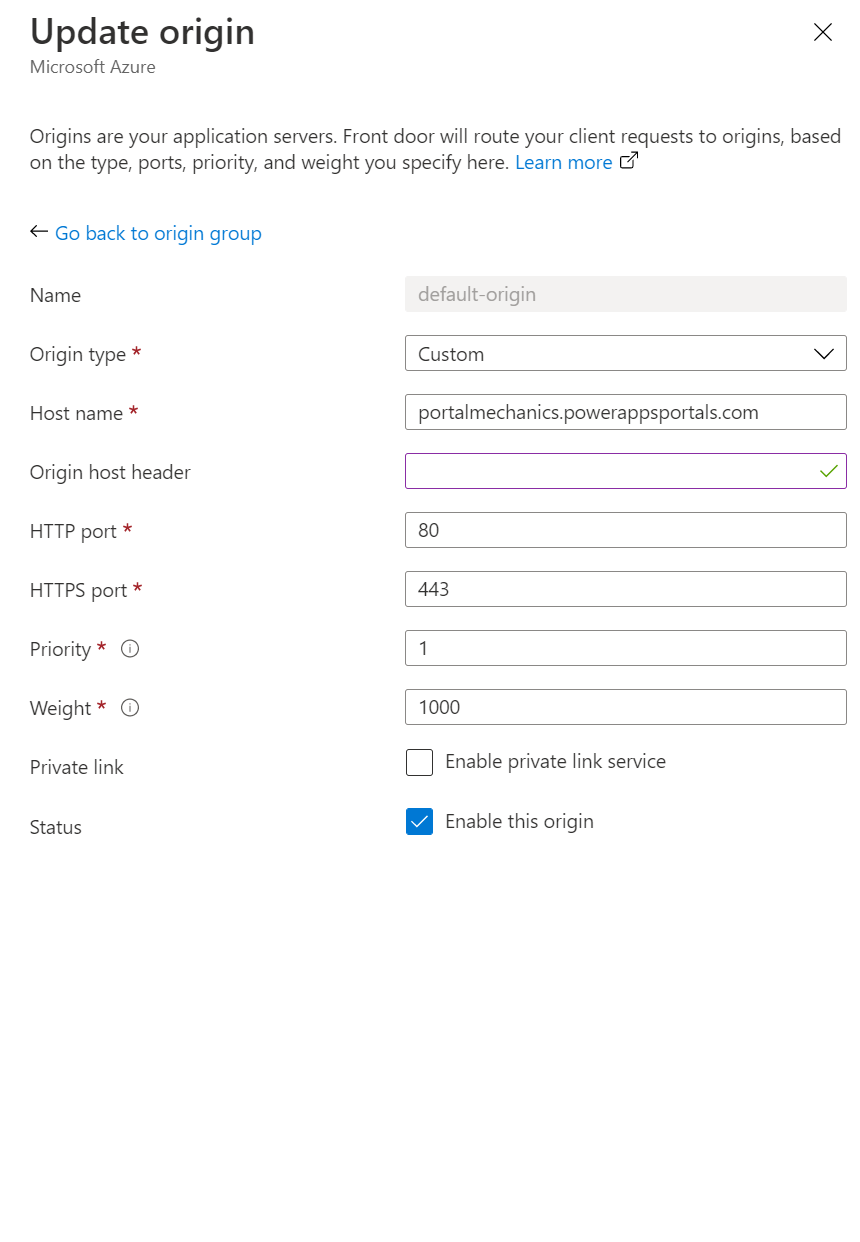 Update origin
Microsoft Azure
Origins are your application servers. Front door will route your client requests to origins, based
on the type, ports, priority, and weight you specify here. Learn more
Go back to origin group
Name
default-origin
Origin type *
Custom
Host name *
portalmechanics.powerappsportals.com
Origin host header
HTTP port *
80
HTTPS port *
443
Priority *
1
Weight *
1000
Private link
Enable private link service
Status
Enable this origin